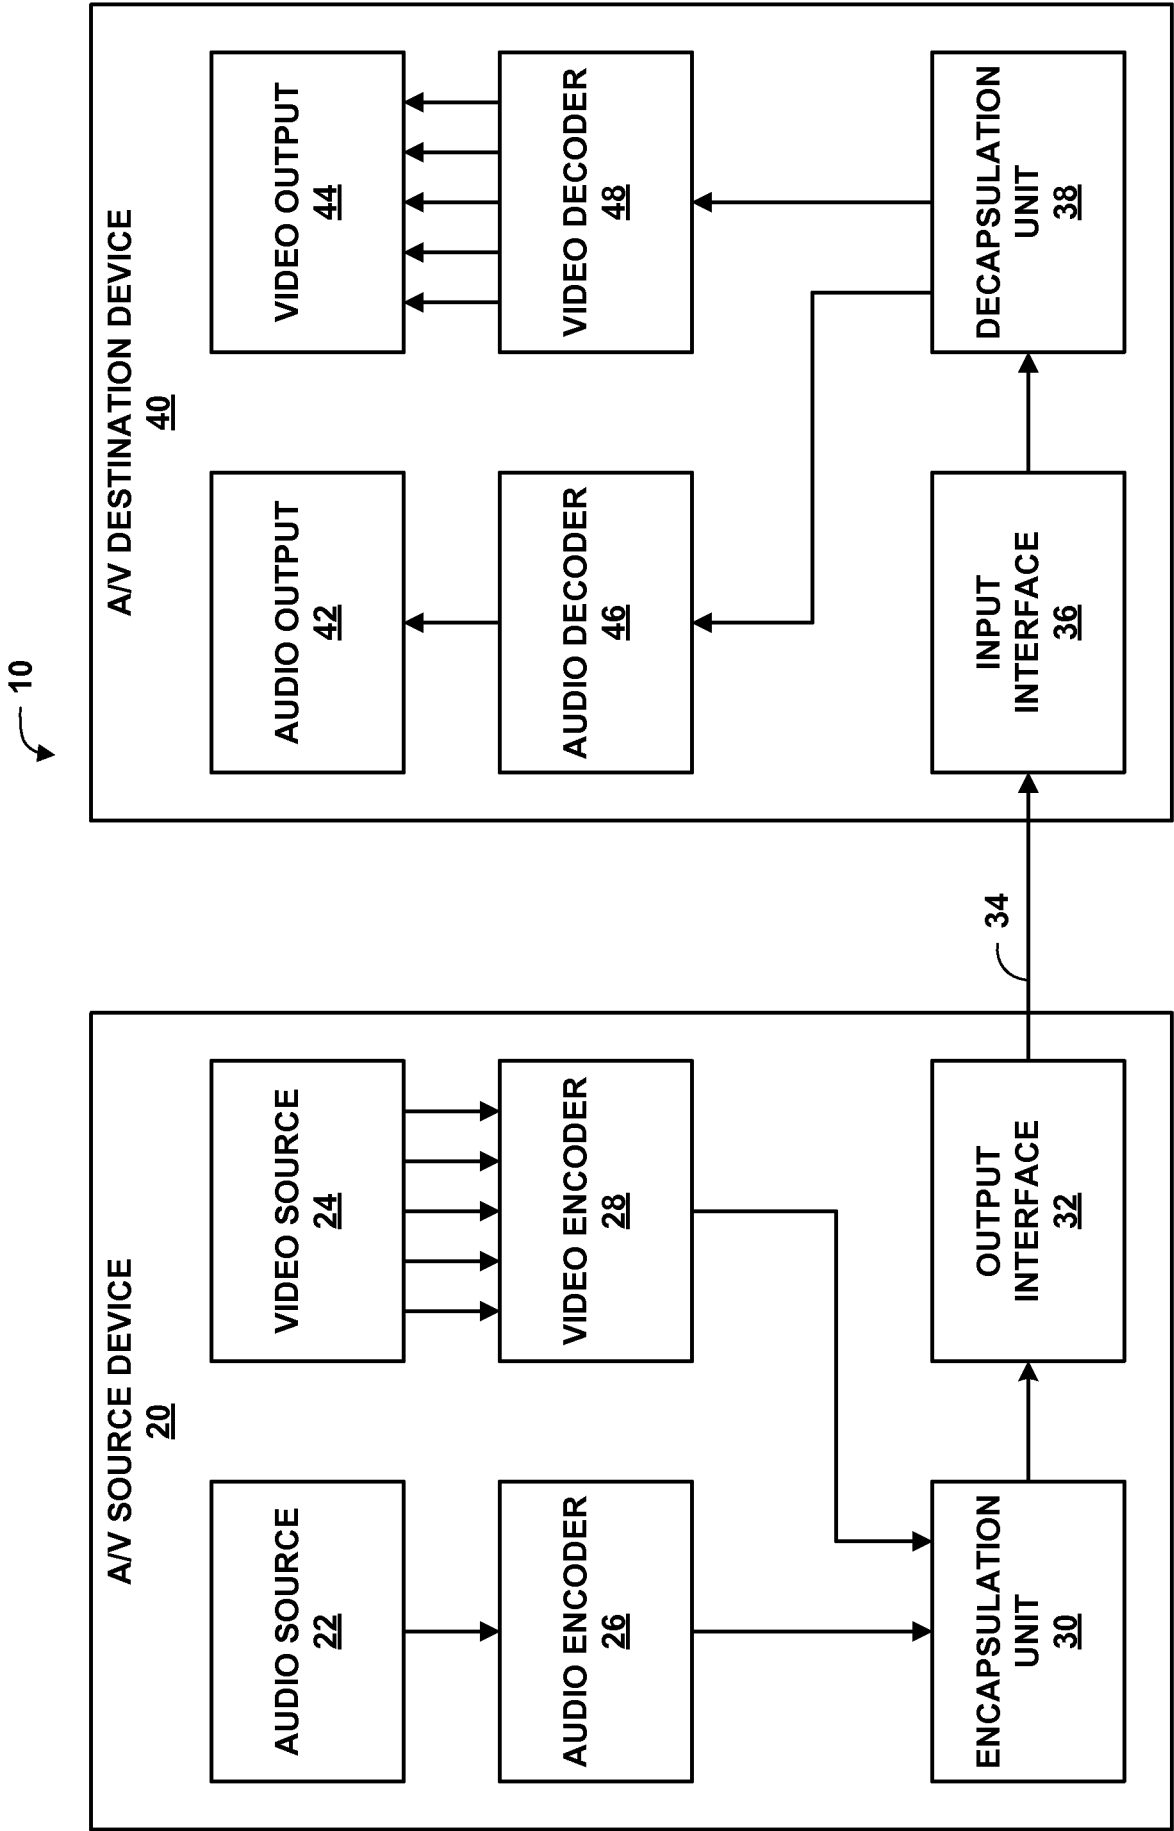 10
A/V SOURCE DEVICE
20
AUDIO SOURCE
22
VIDEO SOURCE
24
AUDIO ENCODER
26
VIDEO ENCODER
28
ENCAPSULATION
UNIT
30
OUTPUT
INTERFACE
32
34
A/V DESTINATION DEVICE
40
AUDIO OUTPUT
42
VIDEO OUTPUT
44
AUDIO DECODER
46
VIDEO DECODER
48
INPUT
INTERFACE
36
DECAPSULATION
UNIT
38